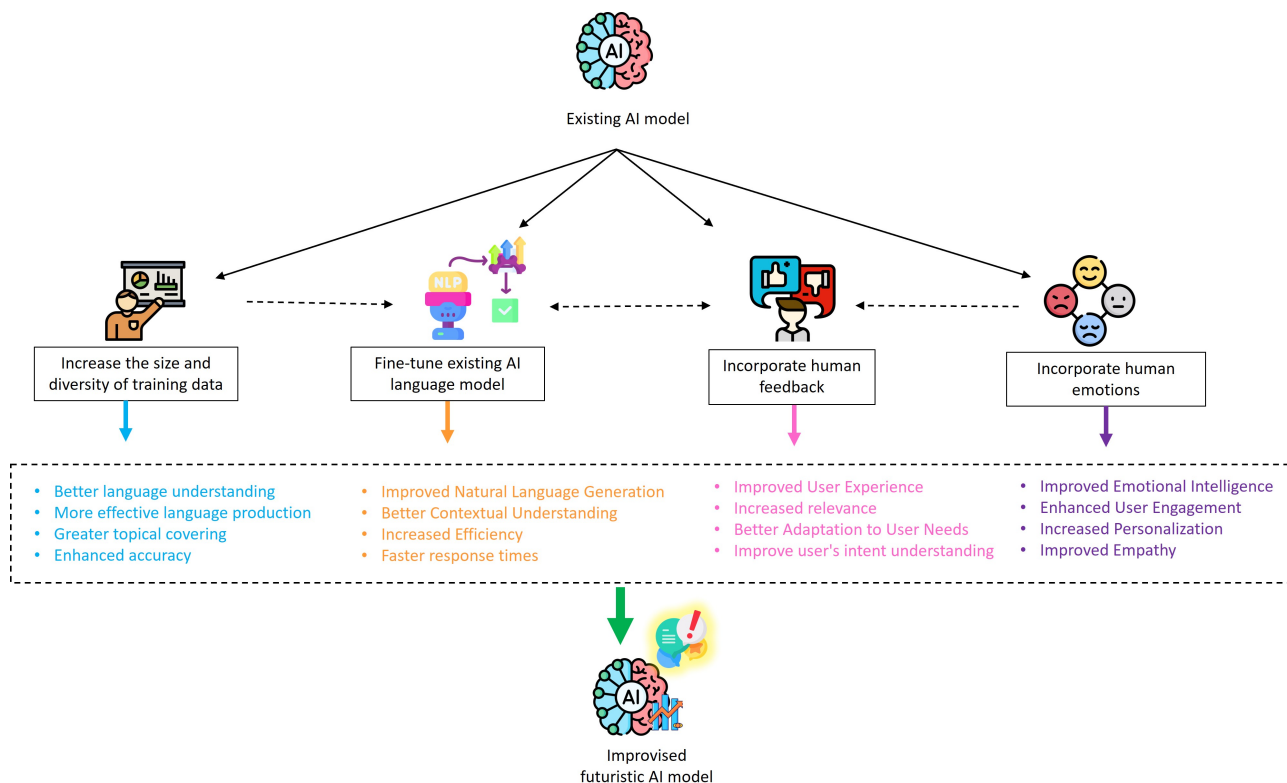 AI
Existing AI model
NLP
Increase the size and
diversity of training data
Fine-tune existing AI
language model
Incorporate human
feedback
Incorporate human
emotions
• Better language understanding
• More effective language production
• Greater topical covering
• Enhanced accuracy
• Improved Natural Language Generation
• Better Contextual Understanding
• Increased Efficiency
• Faster response times
• Improved User Experience
• Increased relevance
• Better Adaptation to User Needs
• Improve user's intent understanding
• Improved Emotional Intelligence
• Enhanced User Engagement
• Increased Personalization
• Improved Empathy
!
AI
Improvised
futuristic AI model